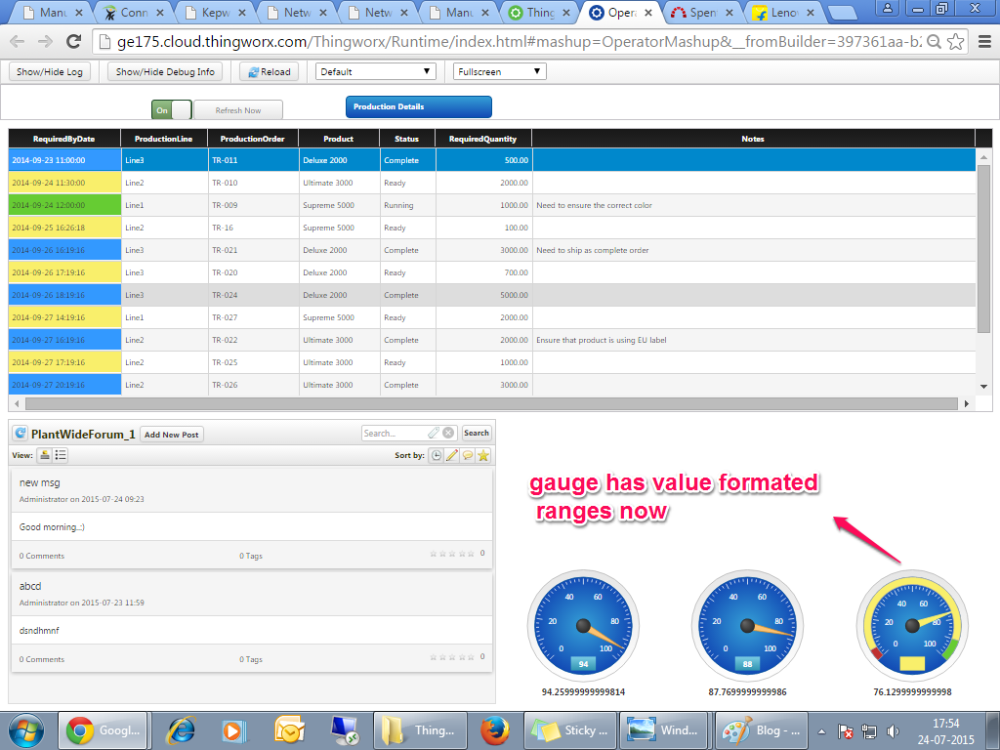 Manu
Conn
Kepw
Netw
Netw
Manu
Thing
Oper
Spent
Lenov
ge175.cloud.thingworx.com/Thingworx/Runtime/index.html#mashup=OperatorMashup&__fromBuilder=397361aa-b2
Show/Hide Log Show/Hide Debug Info Reload Default Fullscreen
On Refresh Now Production Details
RequiredByDate ProductionLine ProductionOrder Product Status RequiredQuantity Notes
2014-09-23 11:00:00 Line3 TR-011 Deluxe 2000 Complete 500.00
2014-09-24 11:30:00 Line2 TR-010 Ultimate 3000 Ready 2000.00
2014-09-24 12:00:00 Line1 TR-009 Supreme 5000 Running 1000.00 Need to ensure the correct color
2014-09-25 16:26:18 Line2 TR-16 Supreme 5000 Ready 100.00
2014-09-26 16:19:16 Line3 TR-021 Deluxe 2000 Complete 3000.00 Need to ship as complete order
2014-09-26 17:19:16 Line3 TR-020 Deluxe 2000 Ready 700.00
2014-09-26 18:19:16 Line3 TR-024 Deluxe 2000 Complete 5000.00
2014-09-27 14:19:16 Line1 TR-027 Supreme 5000 Ready 2000.00
2014-09-27 16:19:16 Line2 TR-022 Ultimate 3000 Complete 2000.00 Ensure that product is using EU label
2014-09-27 17:19:16 Line2 TR-025 Ultimate 3000 Ready 1000.00
2014-09-27 20:19:16 Line2 TR-026 Ultimate 3000 Complete 3000.00
PlantWideForum_1 Add New Post Search... Search
View: Sort by:
new msg
Administrator on 2015-07-24 09:23
Good morning..:)
0 Comments 0 Tags 0
abcd
Administrator on 2015-07-23 11:59
dsndhmnf
0 Comments 0 Tags 0
gauge has value formated
ranges now
0 20 40 60 80 100
94
94.25999999999814
0 20 40 60 80 100
88
87.7699999999986
0 20 40 60 80 100
76.1299999999998
Googl...
Thing...
Sticky ...
Wind...
Blog - ...
17:54
24-07-2015